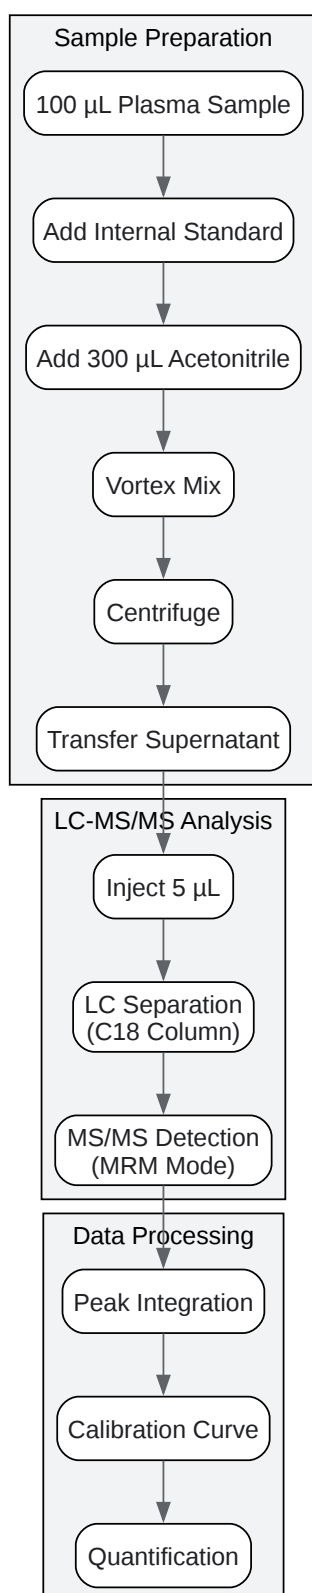 Sample Preparation
100 µL Plasma Sample
Add Internal Standard
Add 300 µL Acetonitrile
Vortex Mix
Centrifuge
Transfer Supernatant
LC-MS/MS Analysis
Inject 5 µL
LC Separation
(C18 Column)
MS/MS Detection
(MRM Mode)
Data Processing
Peak Integration
Calibration Curve
Quantification